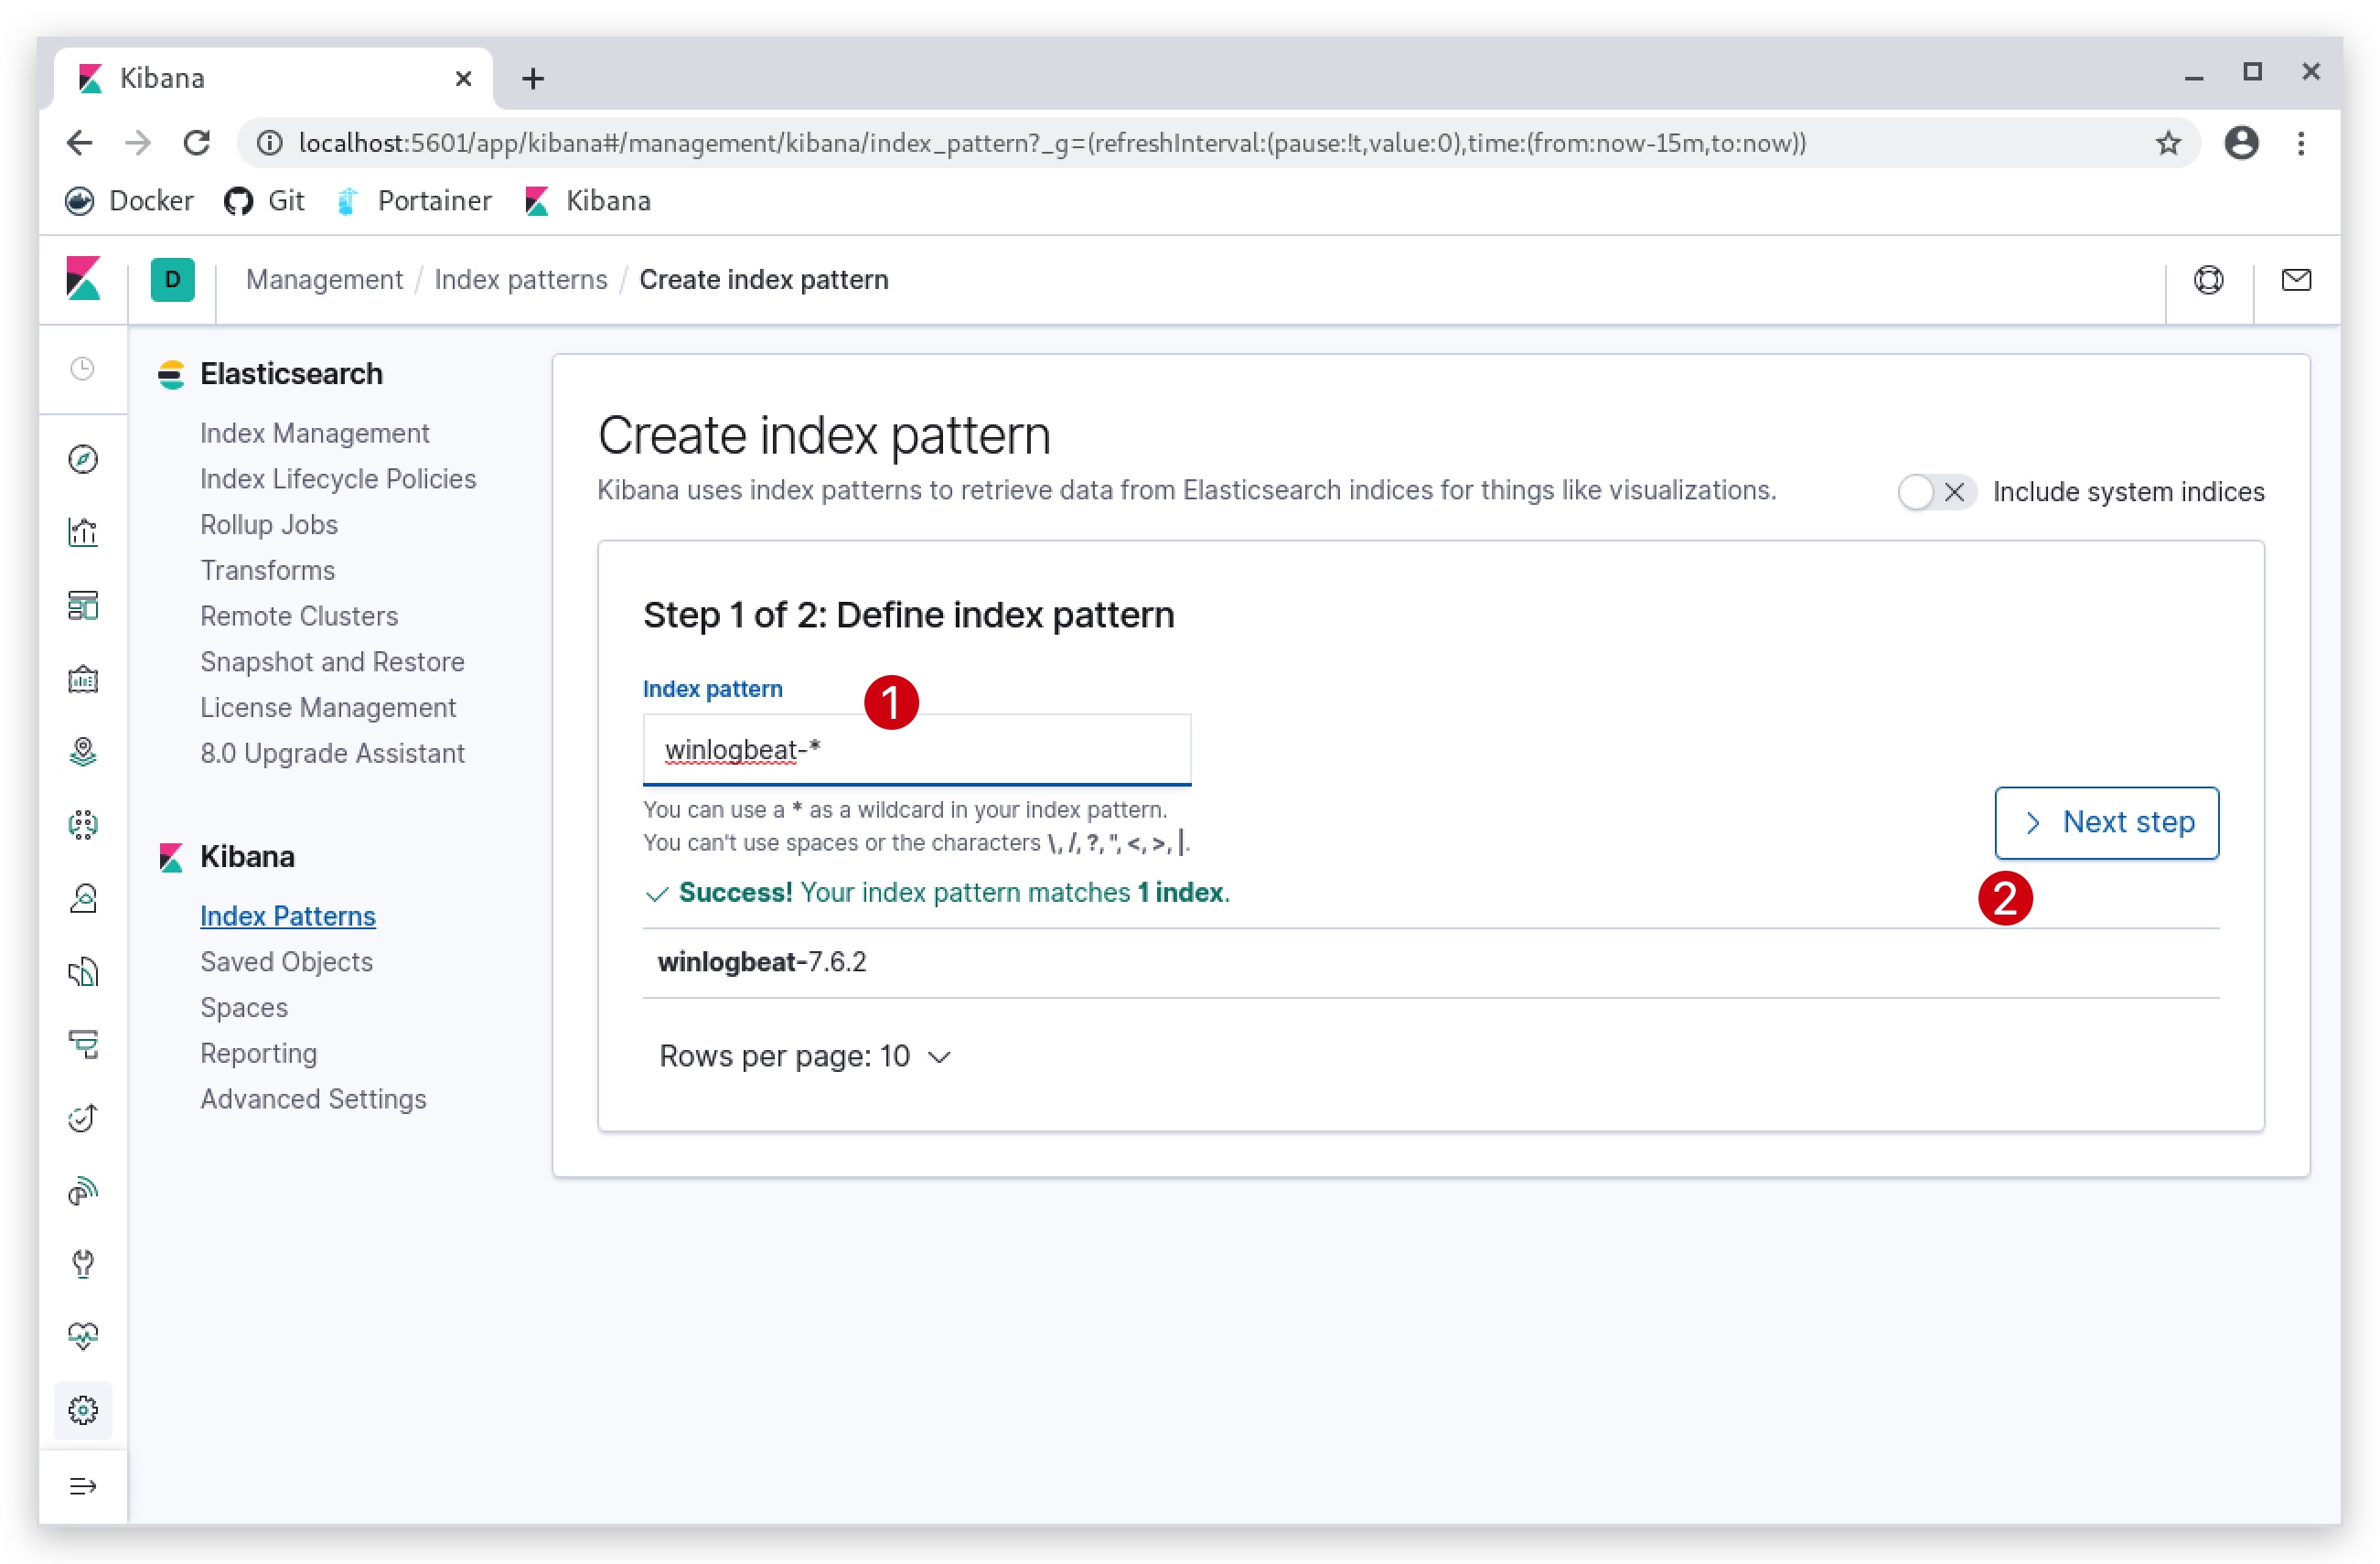 Kibana
localhost:5601/app/kibana#/management/kibana/index_pattern?_g=(refreshInterval:(pause:!t,value:0),time:(from:now-15m,to:now))
Docker Git Portainer Kibana
D Management / Index patterns / Create index pattern
Elasticsearch
Index Management
Index Lifecycle Policies
Rollup Jobs
Transforms
Remote Clusters
Snapshot and Restore
License Management
8.0 Upgrade Assistant
Kibana
Index Patterns
Saved Objects
Spaces
Reporting
Advanced Settings
Create index pattern
Kibana uses index patterns to retrieve data from Elasticsearch indices for things like visualizations.
Include system indices
Step 1 of 2: Define index pattern
Index pattern
1
winlogbeat-*
You can use a * as a wildcard in your index pattern.
You can't use spaces or the characters \, /, ?, ", <, >, |.
Next step
2
Success! Your index pattern matches 1 index.
winlogbeat-7.6.2
Rows per page: 10